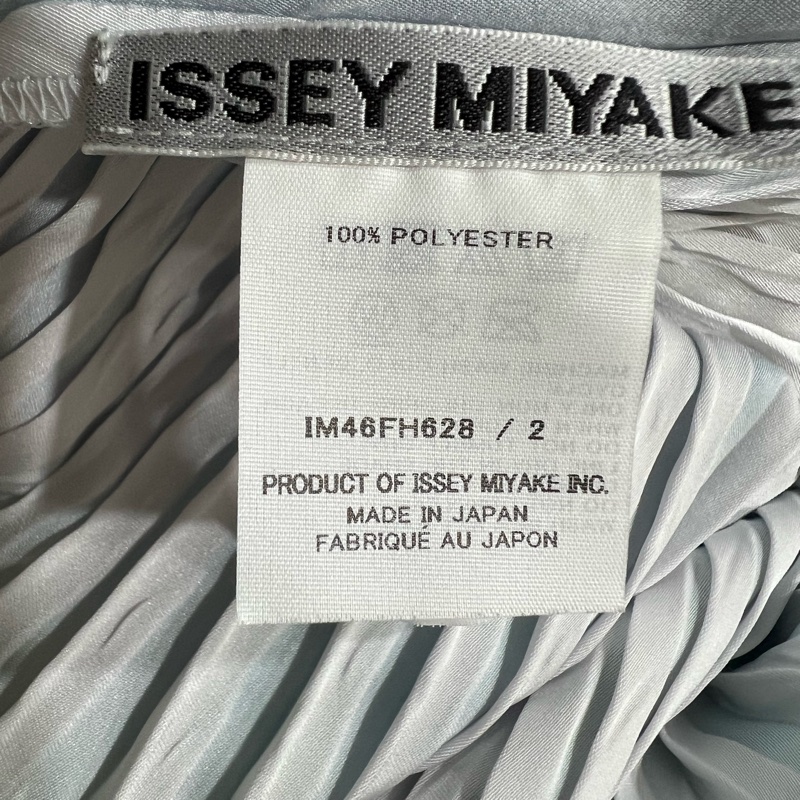 ISSEY MIYAKE
100% POLYESTER
IM46FH628 / 2
PRODUCT OF ISSEY MIYAKE INC.
MADE IN JAPAN
FABRIQUÉ AU JAPON